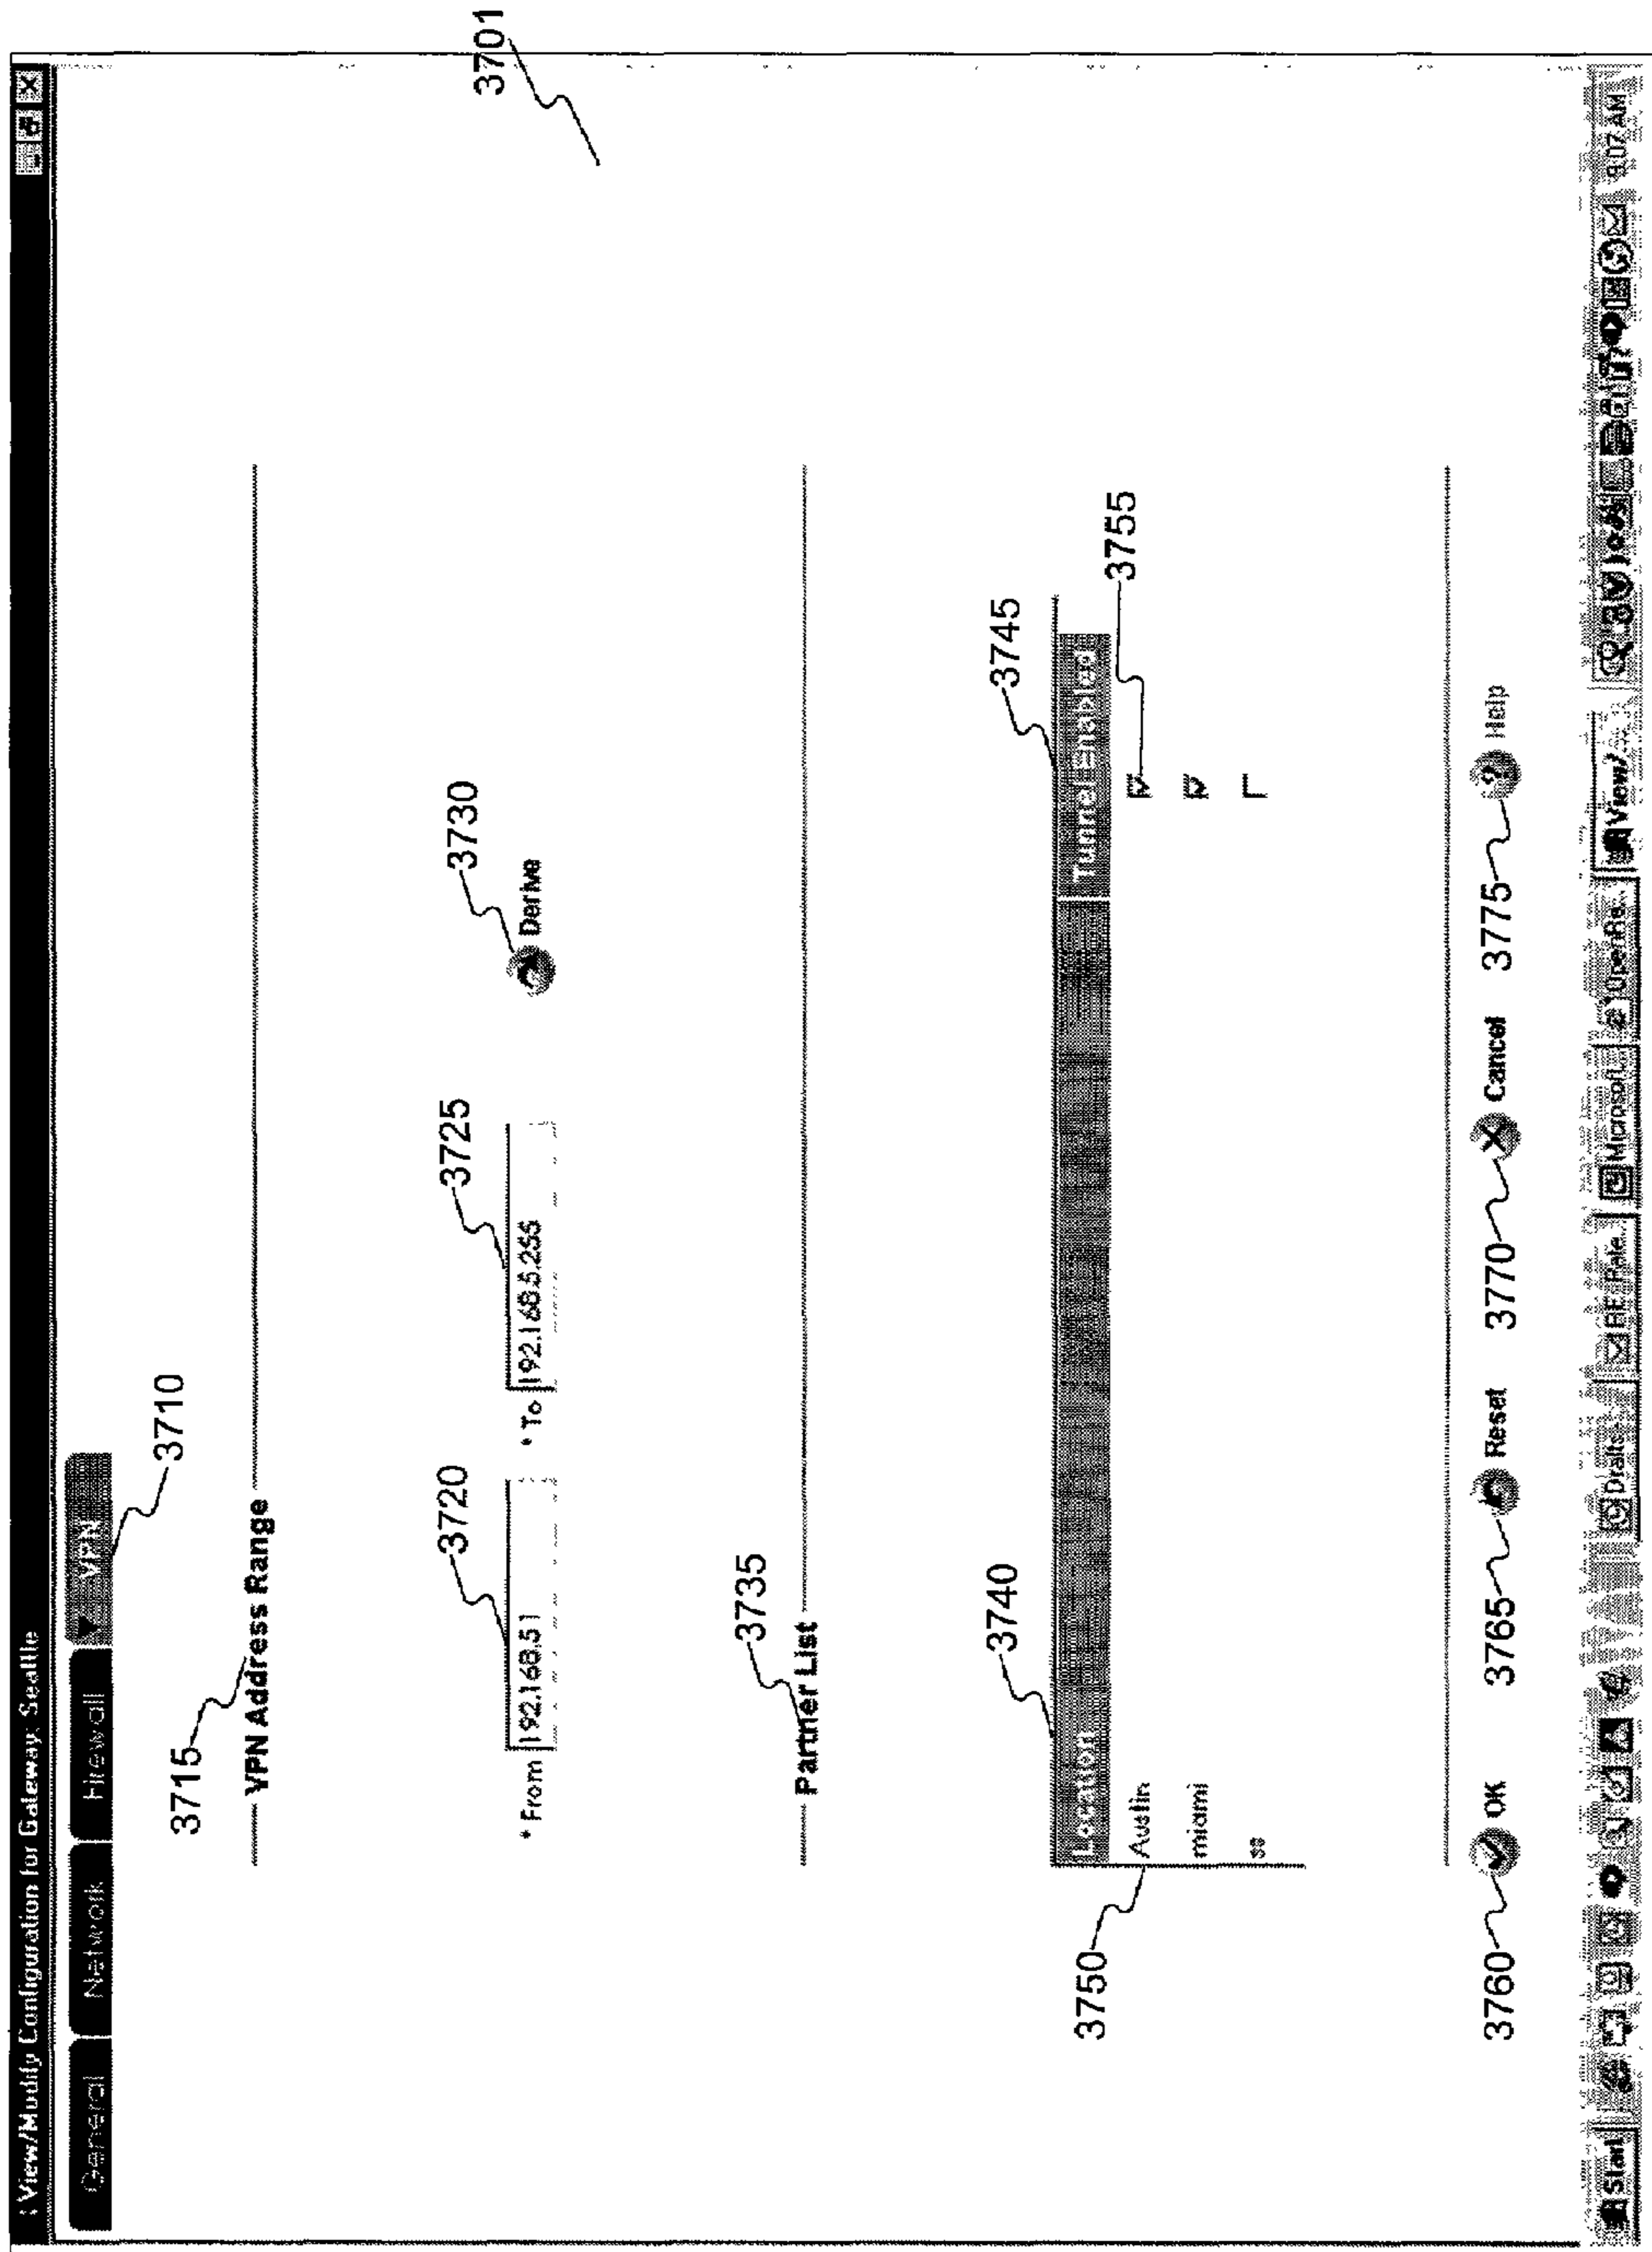 View/Modify Configuration for Gateway: Seattle
General Network Firewall VPN
3710
3715
VPN Address Range
3701
3720 3725 3730
* From 192.168.5.1 * To 192.168.5.255 Derive
3735
Partner List
3740 3745
Location Tunnel Enabled
3750 Austin 3755
miami
ss
3760 OK 3765 Reset 3770 Cancel 3775 Help
Start Drafts RE: Rate... Microsoft... OpenRe... View/... 9:07 AM